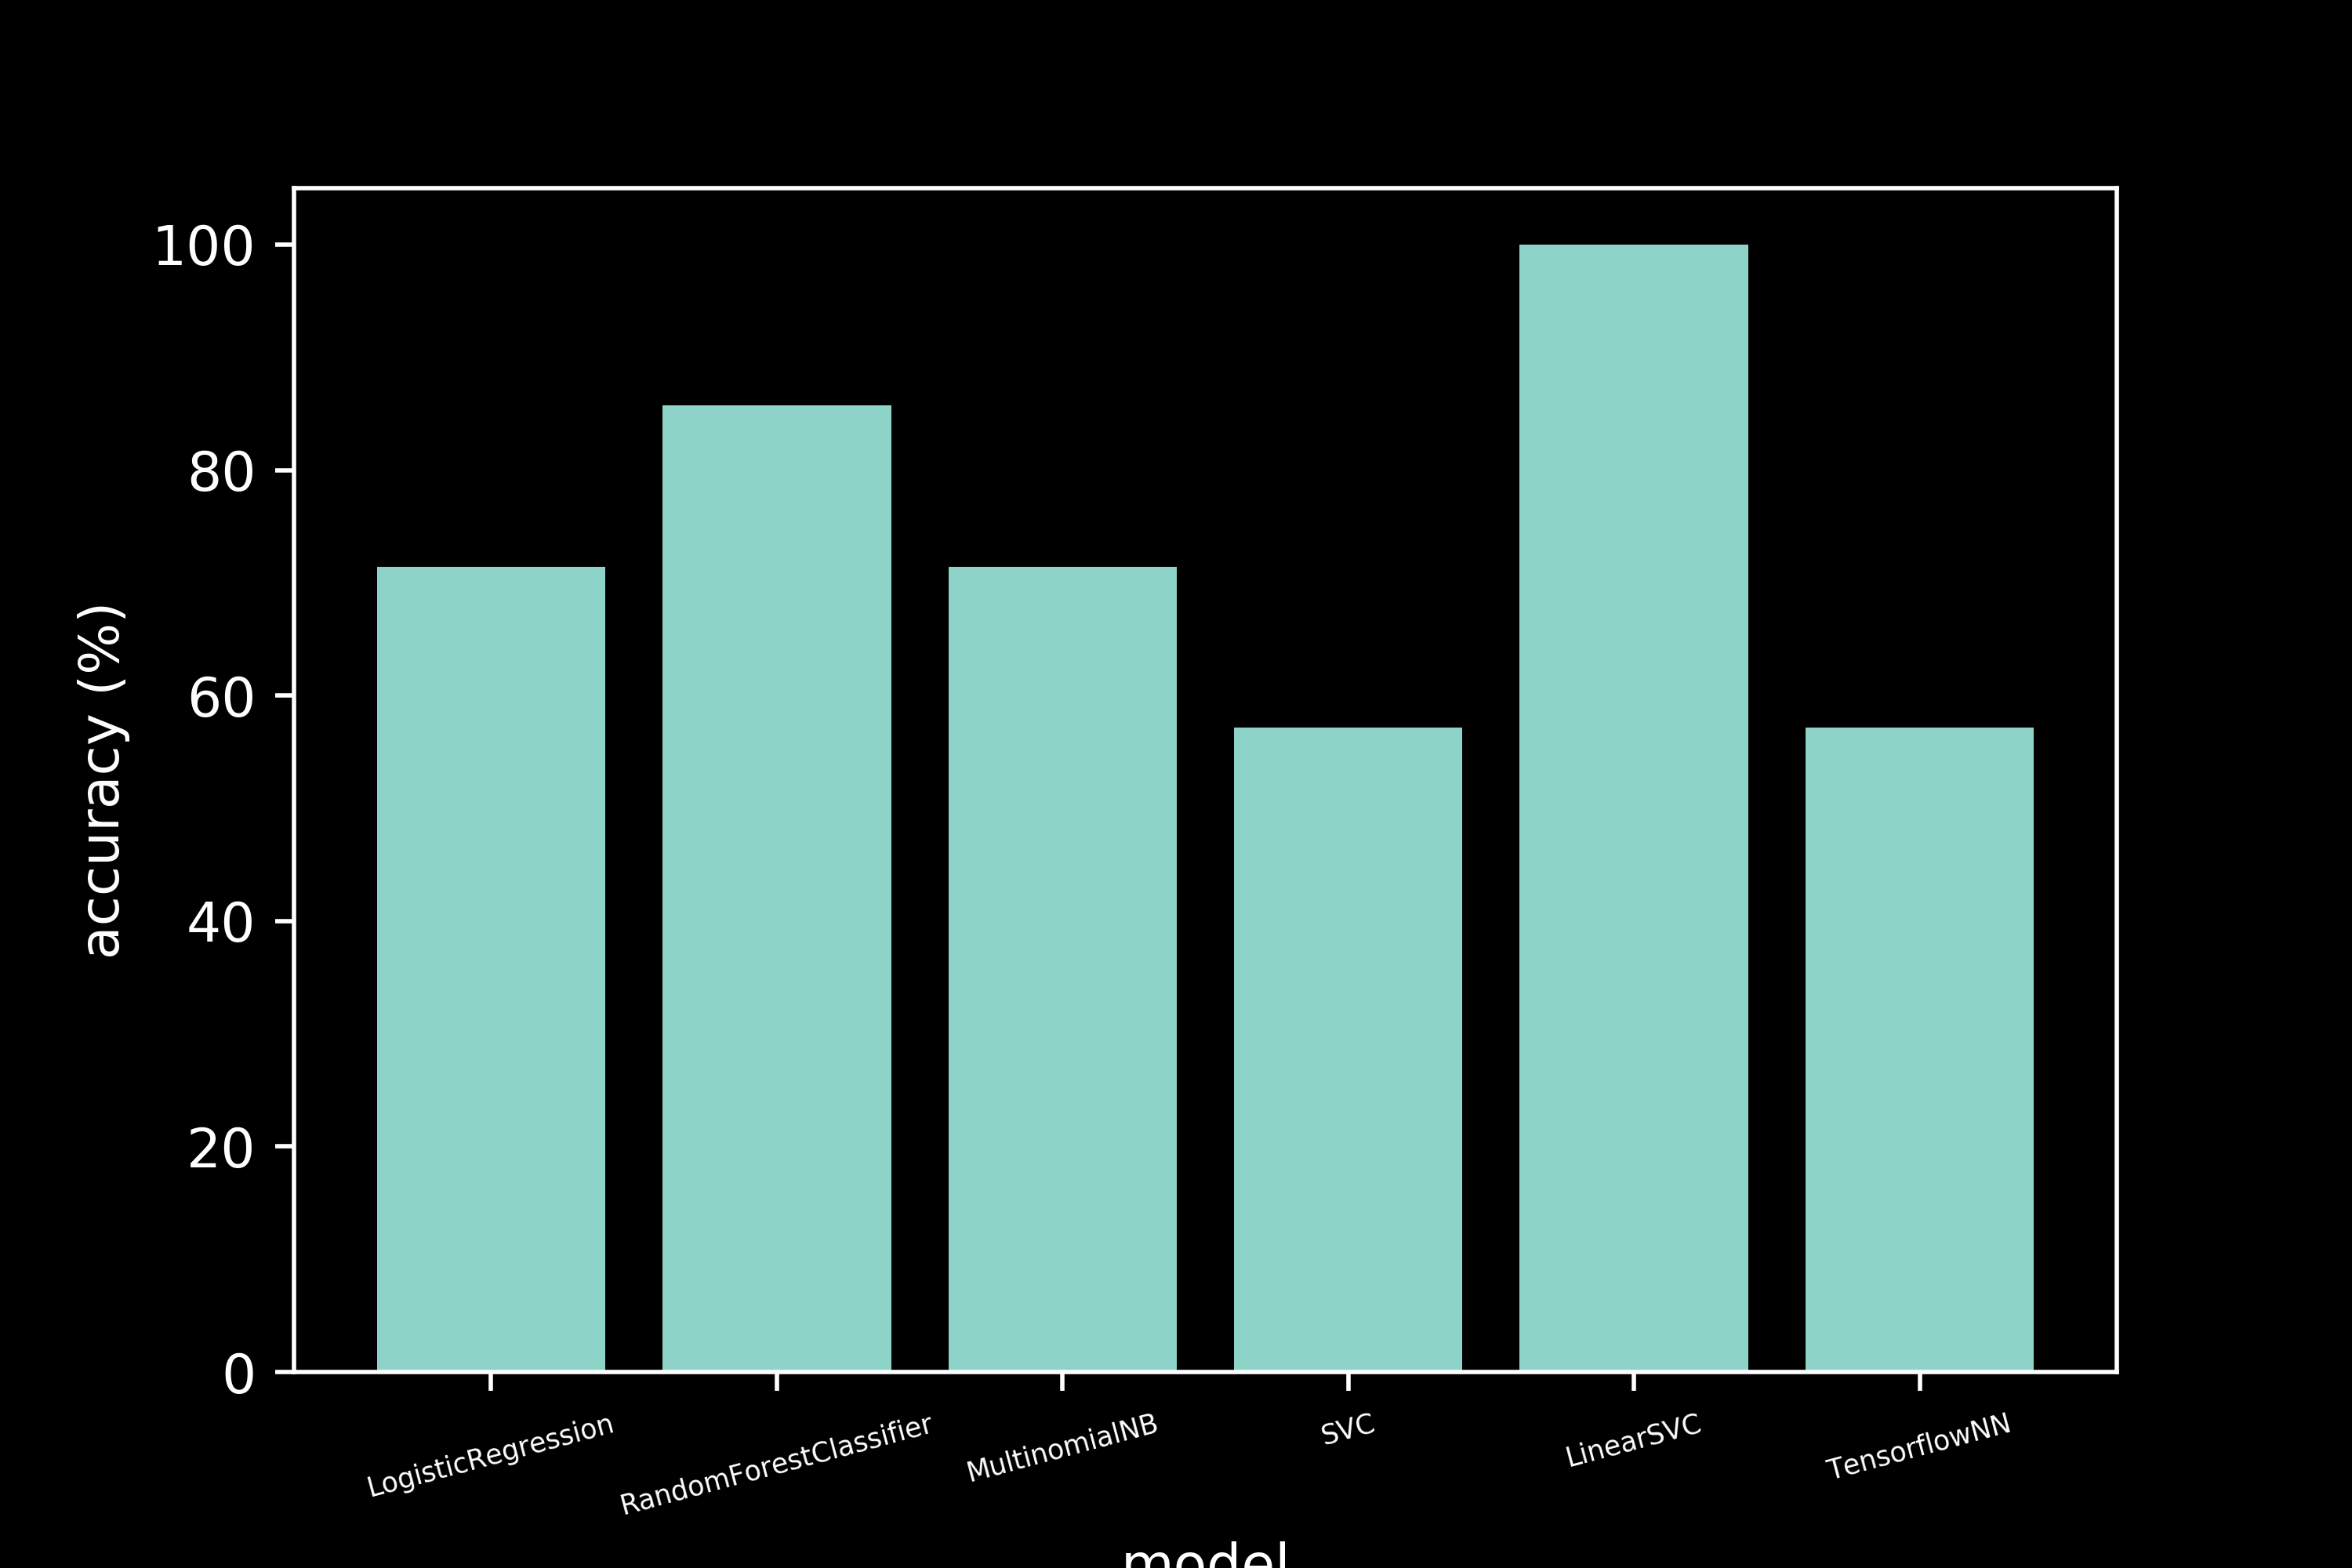 100
80
60
40
20
0
accuracy (%)
LogisticRegression
RandomForestClassifier
MultinomialNB
SVC
LinearSVC
TensorflowNN
model